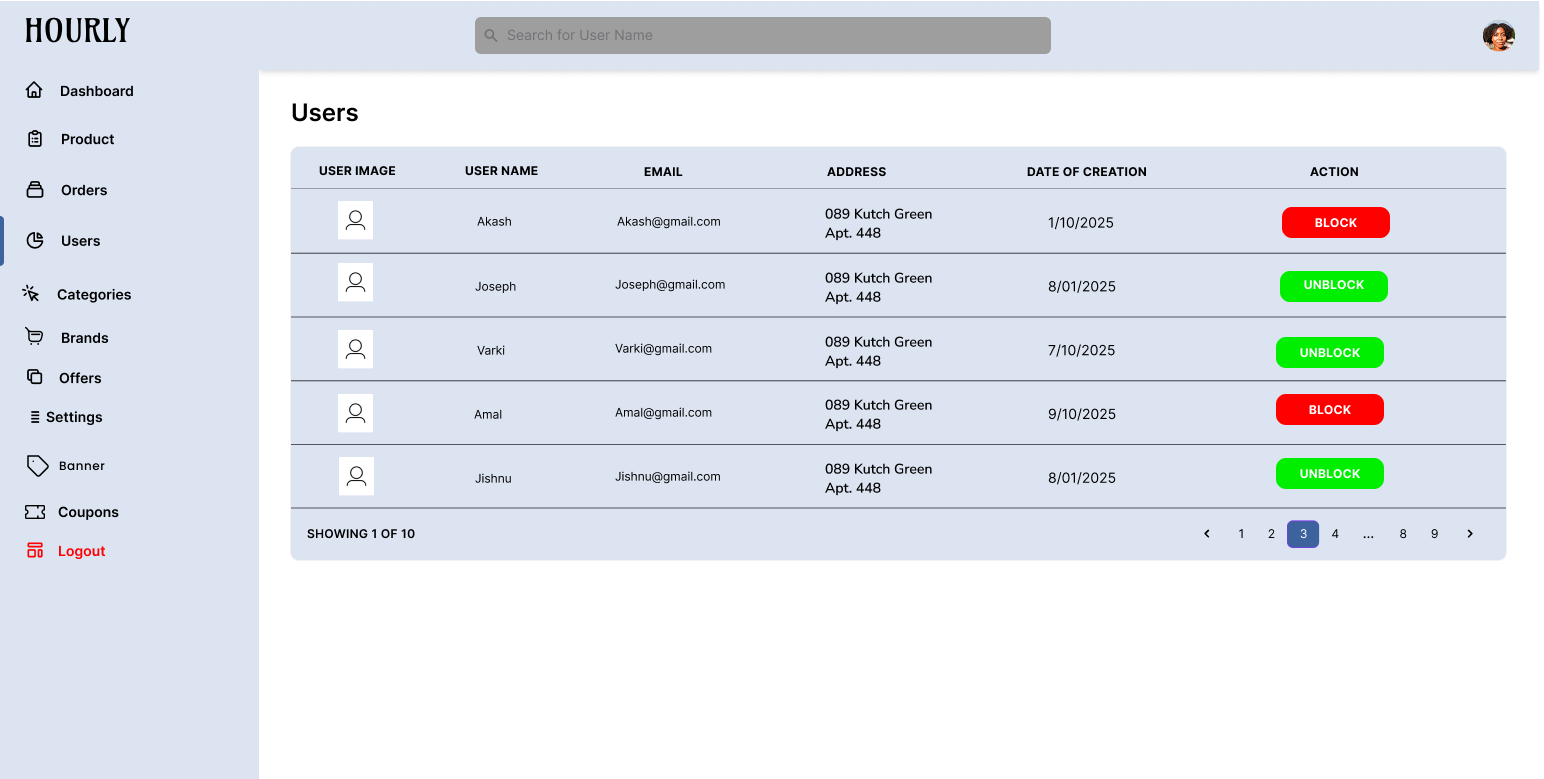 HOURLY
Search for User Name
Dashboard
Product
Orders
Users
Categories
Brands
Offers
Settings
Banner
Coupons
Logout
Users
USER IMAGE USER NAME EMAIL ADDRESS DATE OF CREATION ACTION
Akash Akash@gmail.com 089 Kutch Green 1/10/2025 BLOCK
Apt. 448
Joseph Joseph@gmail.com 089 Kutch Green 8/01/2025 UNBLOCK
Apt. 448
Varki Varki@gmail.com 089 Kutch Green 7/10/2025 UNBLOCK
Apt. 448
Amal Amal@gmail.com 089 Kutch Green 9/10/2025 BLOCK
Apt. 448
Jishnu Jishnu@gmail.com 089 Kutch Green 8/01/2025 UNBLOCK
Apt. 448
SHOWING 1 OF 10 1 2 3 4 ... 8 9